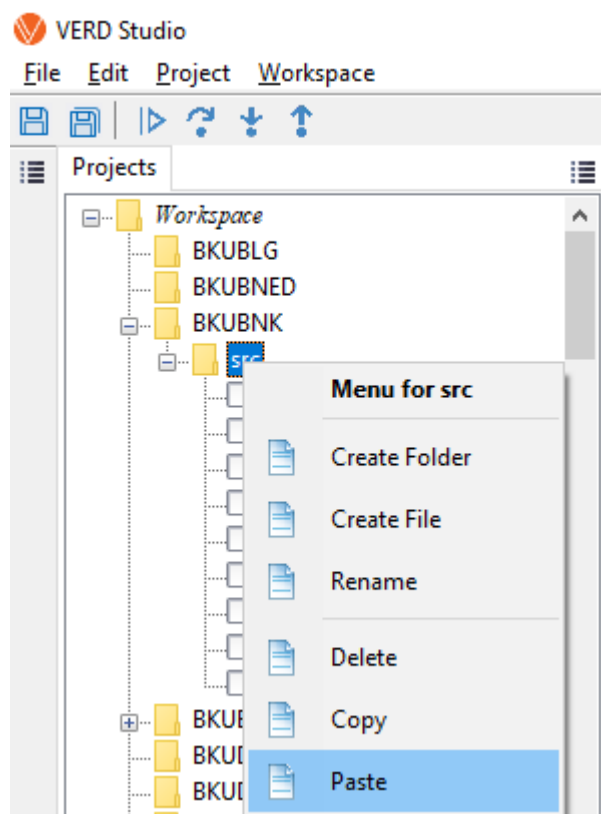 VERD Studio
File Edit Project Workspace
Projects
Workspace
BKUBLG
BKUBNED
BKUBNK
src
Menu for src
Create Folder
Create File
Rename
Delete
Copy
Paste